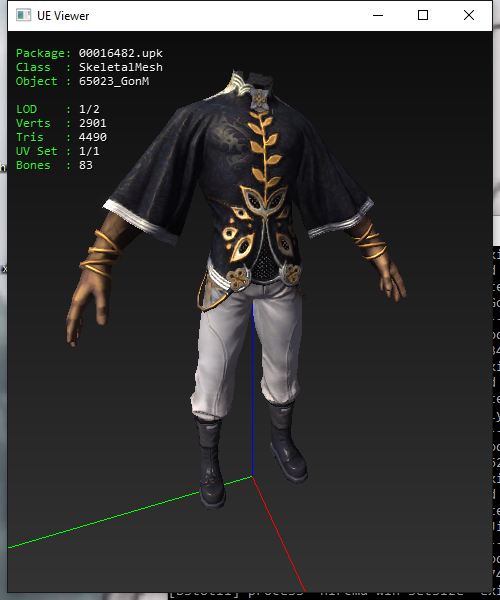 UE Viewer
Package: 00016482.upk
Class : SkeletalMesh
Object : 65023_GonM
LOD : 1/2
Verts : 2901
Tris : 4490
UV Set : 1/1
Bones : 83